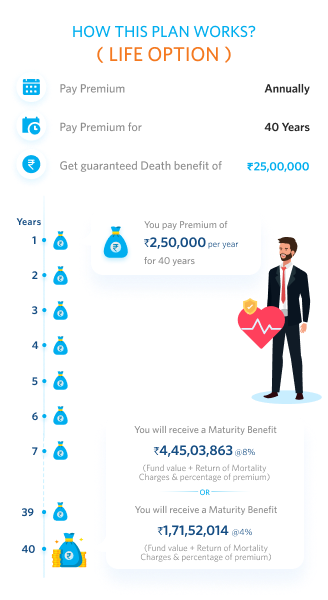 HOW THIS PLAN WORKS?
( LIFE OPTION )
Pay Premium Annually
Pay Premium for 40 Years
Get guaranteed Death benefit of ₹25,00,000
Years
You pay Premium of
1
₹2,50,000 per year
for 40 years
2
3
4
5
6
You will receive a Maturity Benefit
7
₹4,45,03,863 @8%
(Fund value + Return of Mortality
Charges & percentage of premium)
OR
You will receive a Maturity Benefit
39
₹1,71,52,014 @4%
40
(Fund value + Return of Mortality
Charges & percentage of premium)